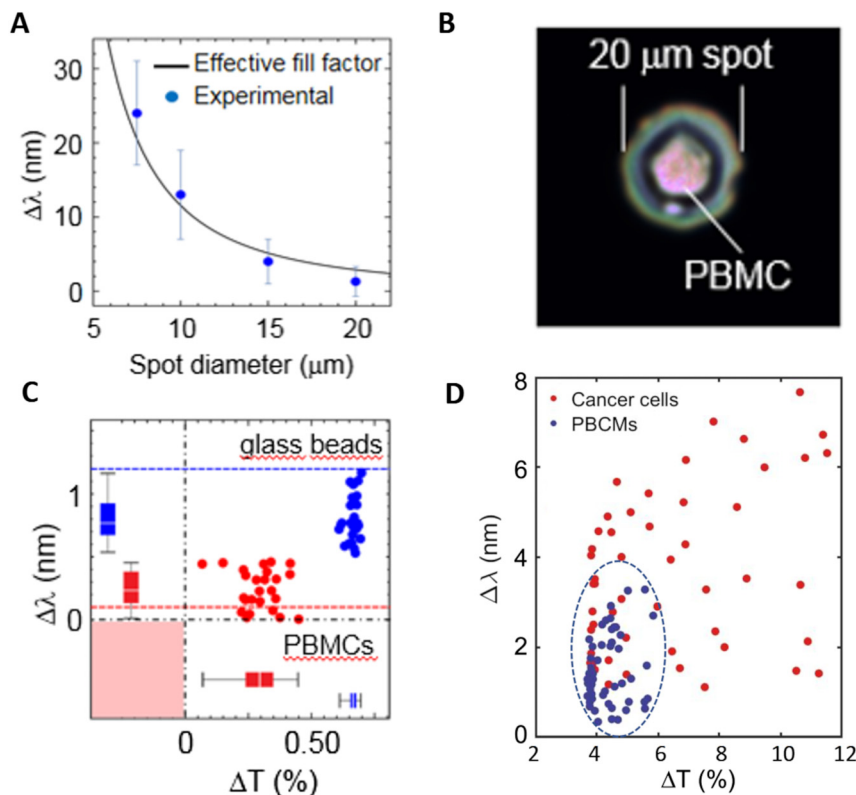 A
30
20
10
0
Δλ (nm)
Effective fill factor
Experimental
5 10 15 20
Spot diameter (μm)
B
20 μm spot
PBMC
C
glass beads
1
0
Δλ (nm)
PBMCs
0 0.50
ΔT (%)
D
8
6
4
2
0
Δλ (nm)
Cancer cells
PBCMs
2 4 6 8 10 12
ΔT (%)